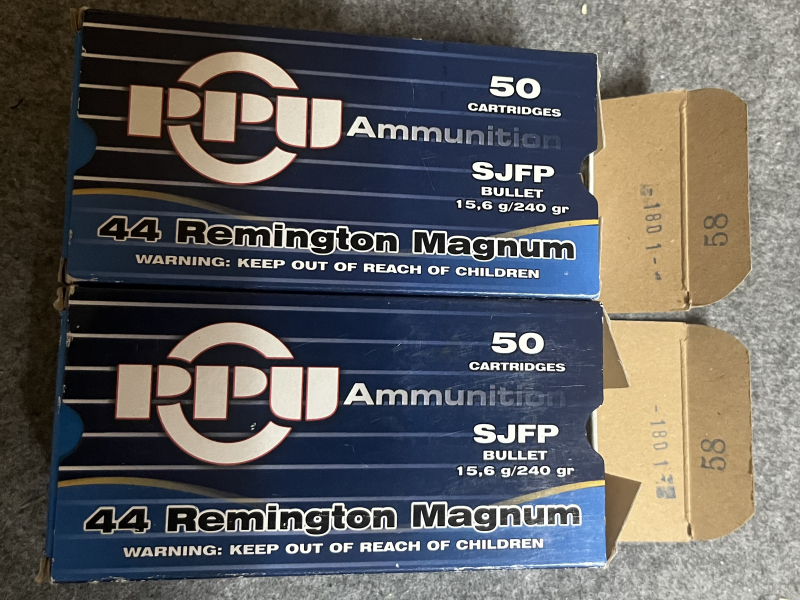 PPU
Ammunition
50
CARTRIDGES
SJFP
BULLET
15,6 g/240 gr
44 Remington Magnum
WARNING: KEEP OUT OF REACH OF CHILDREN
1801-
58
PPU
Ammunition
50
CARTRIDGES
SJFP
BULLET
15,6 g/240 gr
44 Remington Magnum
WARNING: KEEP OUT OF REACH OF CHILDREN
-1801
58